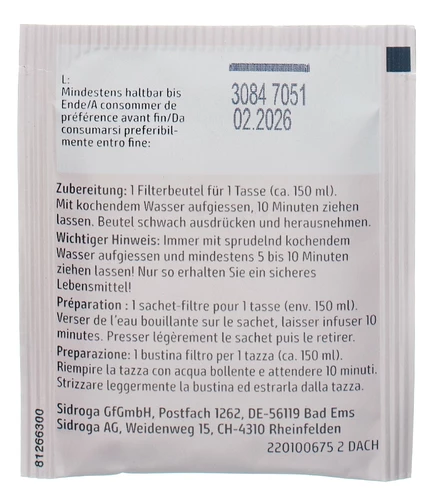 L:
Mindestens haltbar bis
Ende/A consommer de
préférence avant fin/Da
consumarsi preferibil-
mente entro fine:
3084 7051
02.2026
Zubereitung: 1 Filterbeutel für 1 Tasse (ca. 150 ml).
Mit kochendem Wasser aufgiessen, 10 Minuten ziehen
lassen. Beutel schwach ausdrücken und herausnehmen.
Wichtiger Hinweis: Immer mit sprudelnd kochendem
Wasser aufgiessen und mindestens 5 bis 10 Minuten
ziehen lassen! Nur so erhalten Sie ein sicheres
Lebensmittel!
Préparation : 1 sachet-filtre pour 1 tasse (env. 150 ml).
Verser de l'eau bouillante sur le sachet, laisser infuser 10
minutes. Presser légèrement le sachet puis le retirer.
Preparazione: 1 bustina filtro per 1 tazza (ca. 150 ml).
Riempire la tazza con acqua bollente e attendere 10 minuti.
Strizzare leggermente la bustina ed estrarla dalla tazza.
Sidroga GfGmbH, Postfach 1262, DE-56119 Bad Ems
Sidroga AG, Weidenweg 15, CH-4310 Rheinfelden
220100675 2 DACH
81266300